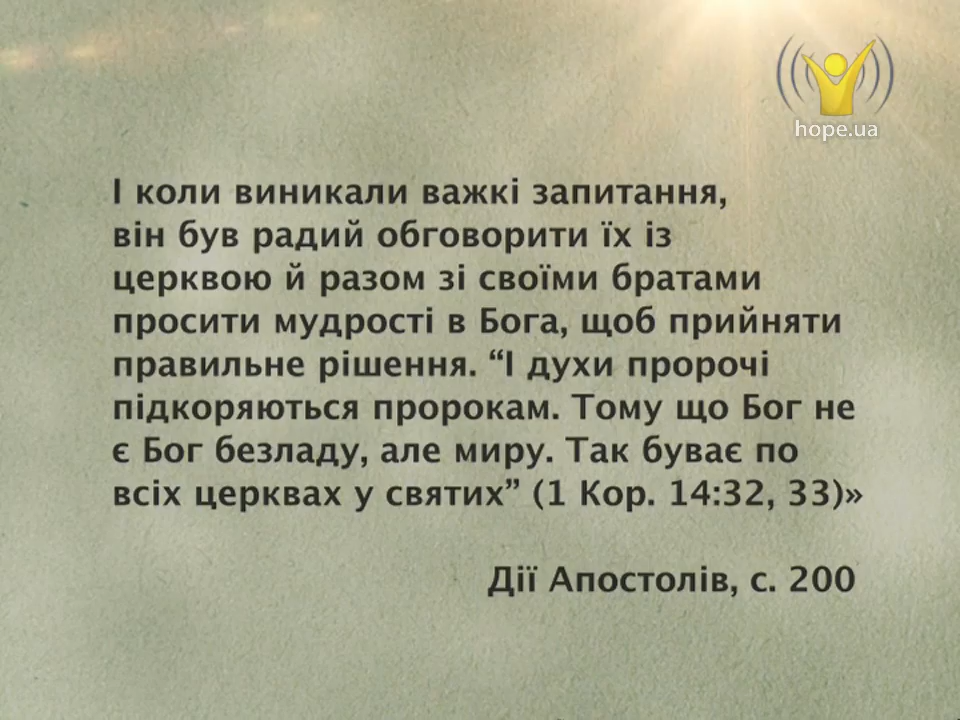 hope.ua
І коли виникали важкі запитання,
він був радий обговорити їх із
церквою й разом зі своїми братами
просити мудрості в Бога, щоб прийняти
правильне рішення. “І духи пророчі
підкоряються пророкам. Тому що Бог не
є Бог безладу, але миру. Так буває по
всіх церквах у святих” (1 Кор. 14:32, 33)»
Дії Апостолів, с. 200